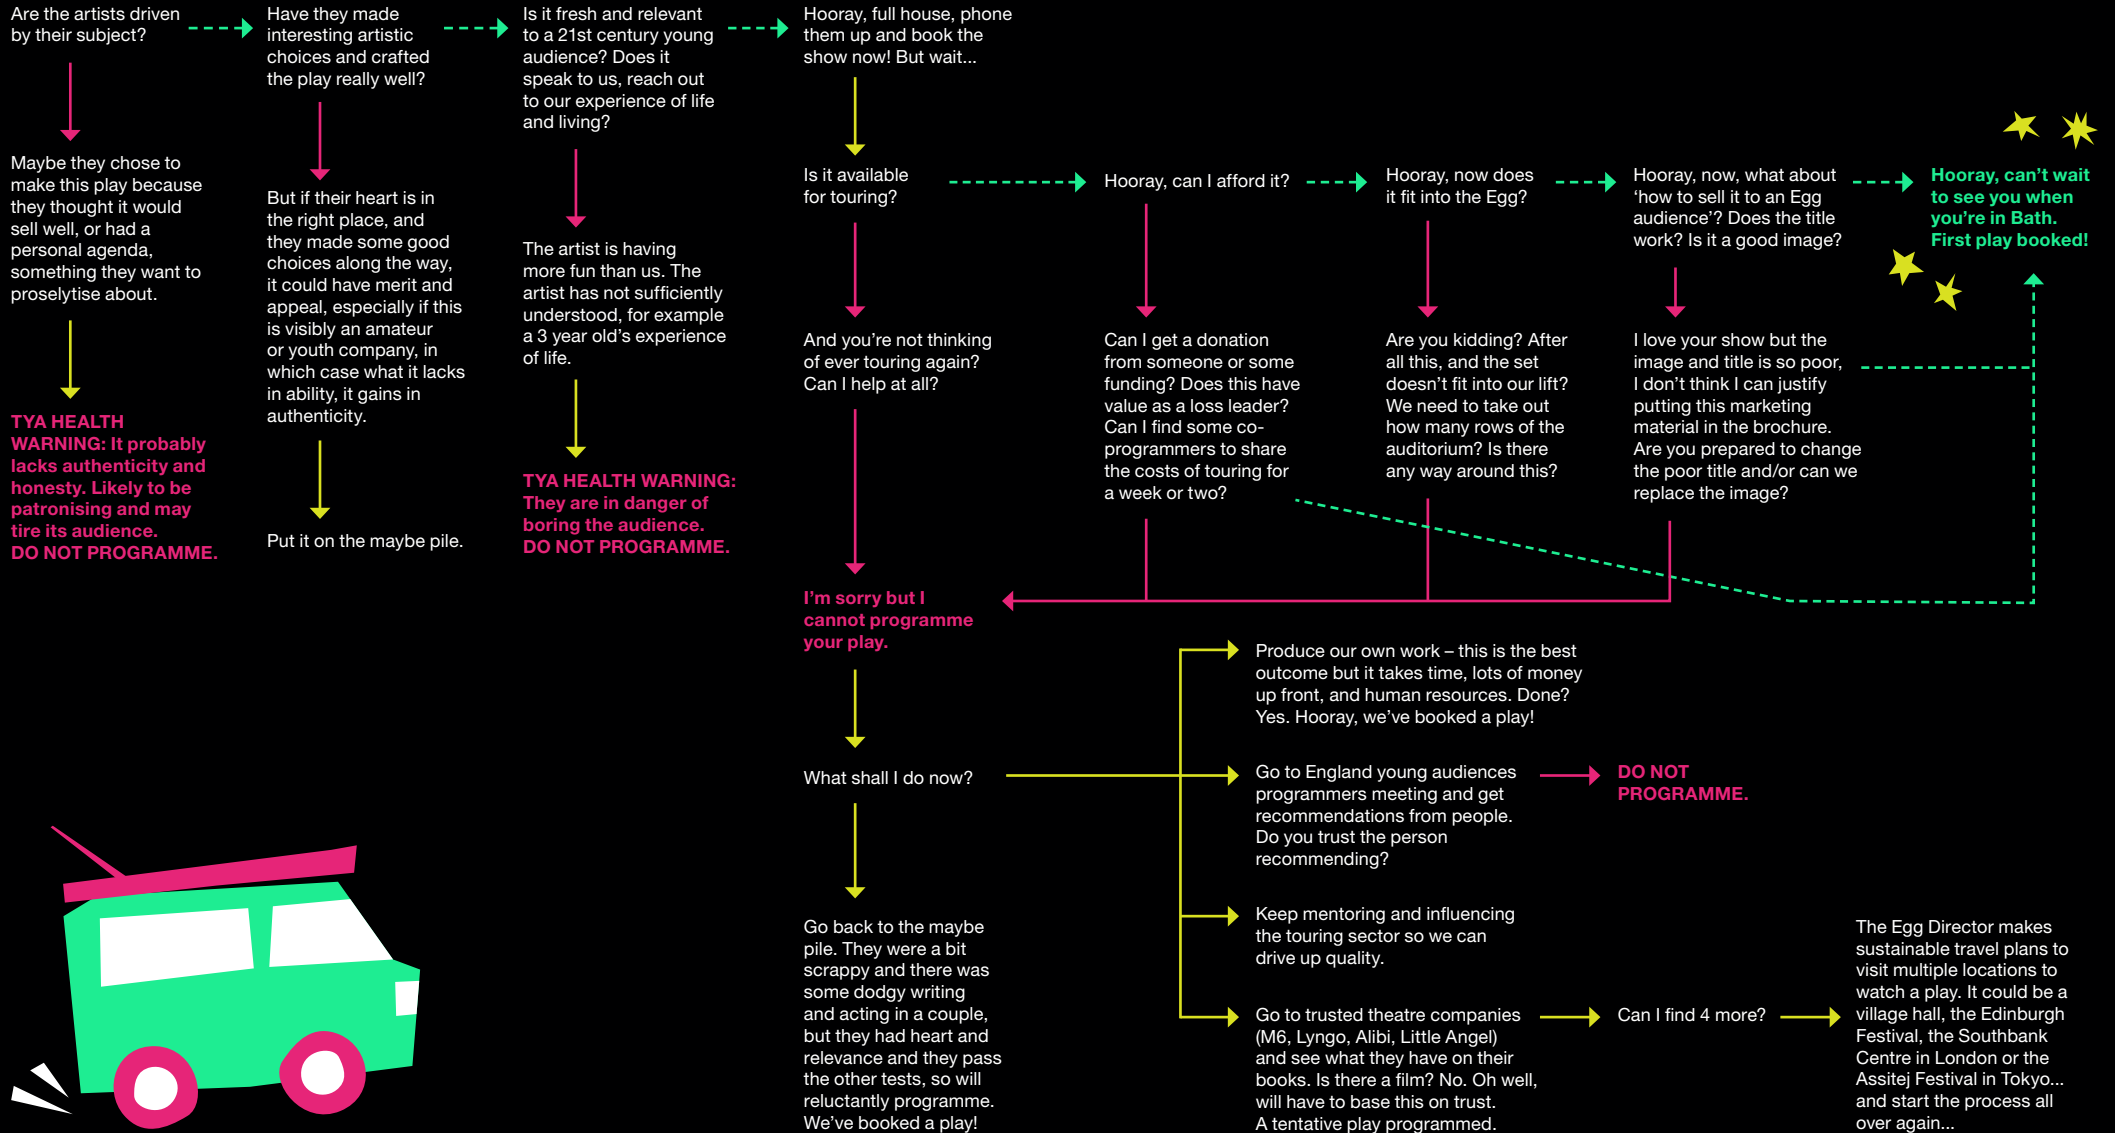 Are the artists driven
by their subject?
Have they made
interesting artistic
choices and crafted
the play really well?
Is it fresh and relevant
to a 21st century young
audience? Does it
speak to us, reach out
to our experience of life
and living?
Hooray, full house, phone
them up and book the
show now! But wait...
Maybe they chose to
make this play because
they thought it would
sell well, or had a
personal agenda,
something they want to
proselytise about.
TYA HEALTH
WARNING: It probably
lacks authenticity and
honesty. Likely to be
patronising and may
tire its audience.
DO NOT PROGRAMME.
But if their heart is in
the right place, and
they made some good
choices along the way,
it could have merit and
appeal, especially if this
is visibly an amateur
or youth company, in
which case what it lacks
in ability, it gains in
authenticity.
Put it on the maybe pile.
The artist is having
more fun than us. The
artist has not sufficiently
understood, for example
a 3 year old's experience
of life.
TYA HEALTH WARNING:
They are in danger of
boring the audience.
DO NOT PROGRAMME.
Is it available
for touring?
Hooray, can I afford it?
Hooray, now does
it fit into the Egg?
Hooray, now, what about
‘how to sell it to an Egg
audience’? Does the title
work? Is it a good image?
Hooray, can’t wait
to see you when
you’re in Bath.
First play booked!
And you’re not thinking
of ever touring again?
Can I help at all?
Can I get a donation
from someone or some
funding? Does this have
value as a loss leader?
Can I find some co-
programmers to share
the costs of touring for
a week or two?
Are you kidding? After
all this, and the set
doesn’t fit into our lift?
We need to take out
how many rows of the
auditorium? Is there
any way around this?
I love your show but the
image and title is so poor,
I don’t think I can justify
putting this marketing
material in the brochure.
Are you prepared to change
the poor title and/or can we
replace the image?
I’m sorry but I
cannot programme
your play.
What shall I do now?
Produce our own work – this is the best
outcome but it takes time, lots of money
up front, and human resources. Done?
Yes. Hooray, we’ve booked a play!
Go to England young audiences
programmers meeting and get
recommendations from people.
Do you trust the person
recommending?
DO NOT
PROGRAMME.
Keep mentoring and influencing
the touring sector so we can
drive up quality.
Go back to the maybe
pile. They were a bit
scrappy and there was
some dodgy writing
and acting in a couple,
but they had heart and
relevance and they pass
the other tests, so will
reluctantly programme.
We’ve booked a play!
Go to trusted theatre companies
(M6, Lyngo, Alibi, Little Angel)
and see what they have on their
books. Is there a film? No. Oh well,
will have to base this on trust.
A tentative play programmed.
Can I find 4 more?
The Egg Director makes
sustainable travel plans to
visit multiple locations to
watch a play. It could be a
village hall, the Edinburgh
Festival, the Southbank
Centre in London or the
Assitej Festival in Tokyo...
and start the process all
over again...